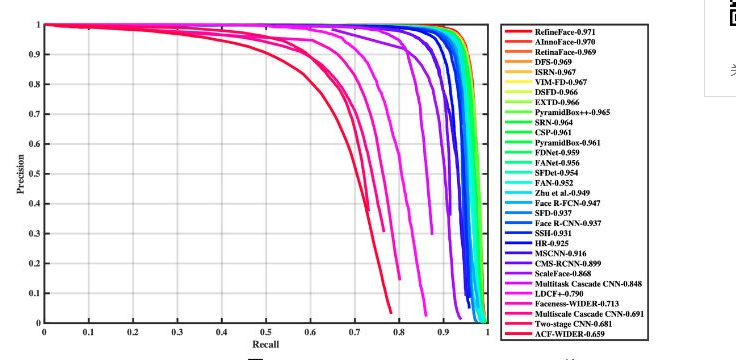 1
0.9
0.8
0.7
0.6
0.5
0.4
0.3
0.2
0.1
0
Precision
0 0.1 0.2 0.3 0.4 0.5 0.6 0.7 0.8 0.9 1
Recall
RefineFace-0.971
AInnoFace-0.970
RetinaFace-0.969
DFS-0.969
ISRN-0.967
VIM-FD-0.967
DSFD-0.966
EXTD-0.966
PyramidBox++-0.965
SRN-0.964
CSP-0.961
PyramidBox-0.961
FDNet-0.959
FANet-0.956
SFDet-0.954
FAN-0.952
Zhu et al.-0.949
Face R-FCN-0.947
SFD-0.937
Face R-CNN-0.937
SSH-0.931
HR-0.925
MSCNN-0.916
CMS-RCNN-0.899
ScaleFace-0.868
Multitask Cascade CNN-0.848
LDCF+-0.790
Faceness-WIDER-0.713
Multiscale Cascade CNN-0.691
Two-stage CNN-0.681
ACF-WIDER-0.659